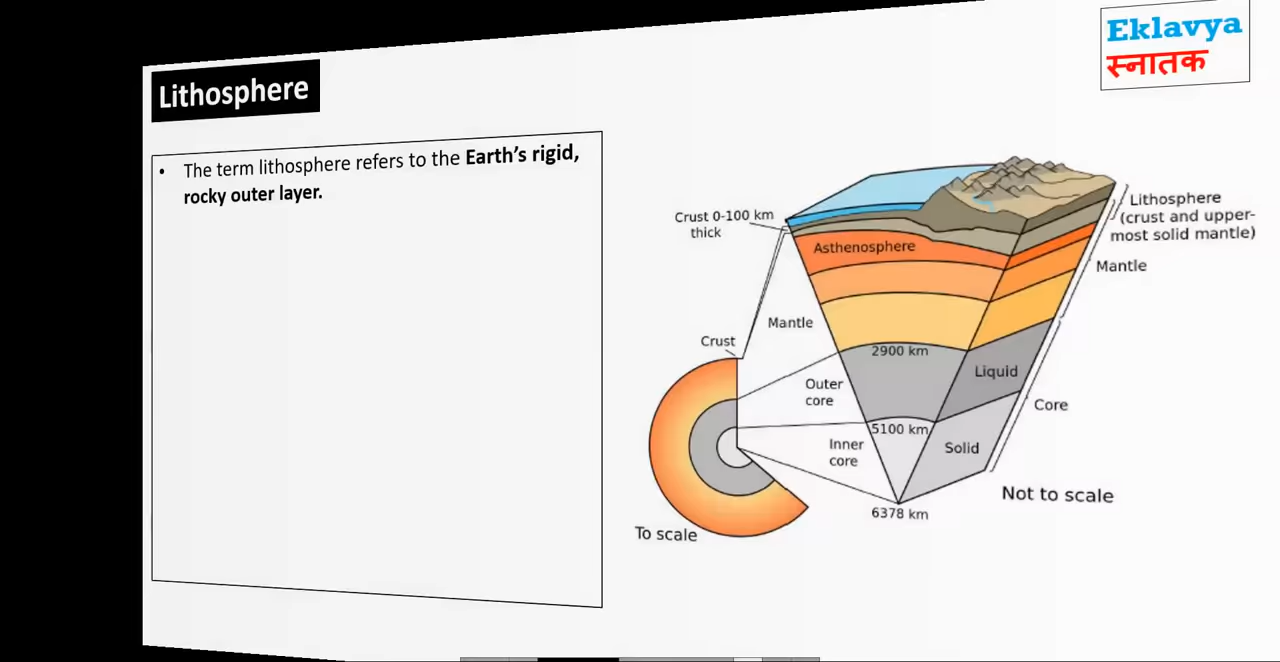 Eklavya
स्नातक
Lithosphere
• The term lithosphere refers to the Earth's rigid,
rocky outer layer.
Crust 0-100 km
thick
Asthenosphere
Lithosphere
(crust and upper-
most solid mantle)
Mantle
Mantle
Crust
2900 km
Liquid
Outer
core
Core
5100 km
Inner
core
Solid
Not to scale
6378 km
To scale